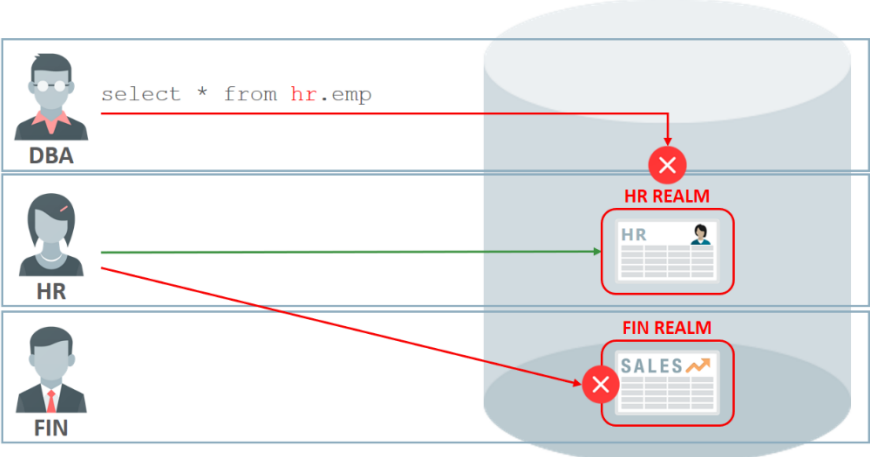 select * from hr.emp
DBA
HR REALM
HR
HR
FIN REALM
SALES
FIN